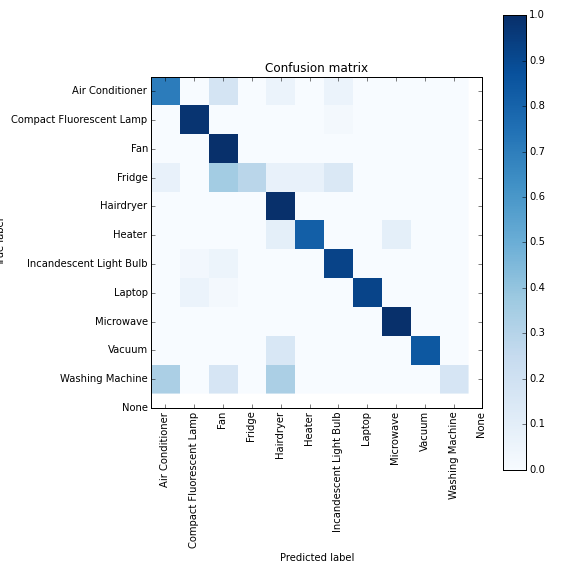 Confusion matrix
Air Conditioner
Compact Fluorescent Lamp
Fan
Fridge
Hairdryer
Heater
Incandescent Light Bulb
Laptop
Microwave
Vacuum
Washing Machine
None
Air Conditioner
Compact Fluorescent Lamp
Fan
Fridge
Hairdryer
Heater
Incandescent Light Bulb
Laptop
Microwave
Vacuum
Washing Machine
None
Predicted label
1.0
0.9
0.8
0.7
0.6
0.5
0.4
0.3
0.2
0.1
0.0